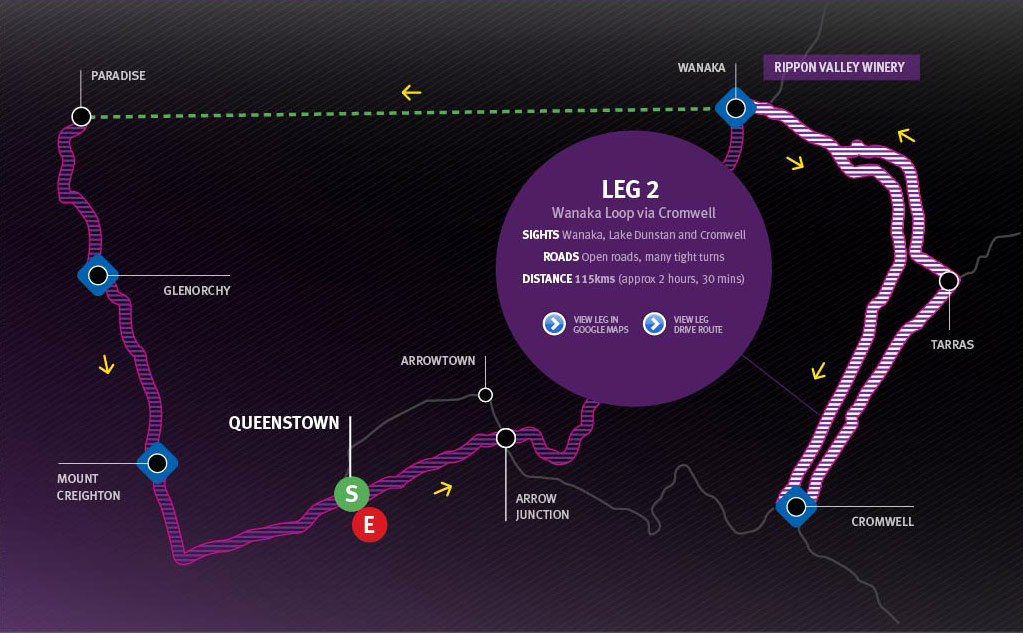 PARADISE
WANAKA
RIPPON VALLEY WINERY
LEG 2
Wanaka Loop via Cromwell
SIGHTS Wanaka, Lake Dunstan and Cromwell
ROADS Open roads, many tight turns
DISTANCE 115kms (approx 2 hours, 30 mins)
VIEW LEG IN
GOOGLE MAPS
VIEW LEG
DRIVE ROUTE
GLENORCHY
TARRAS
ARROWTOWN
QUEENSTOWN
S
E
MOUNT
CREIGHTON
ARROW
JUNCTION
CROMWELL